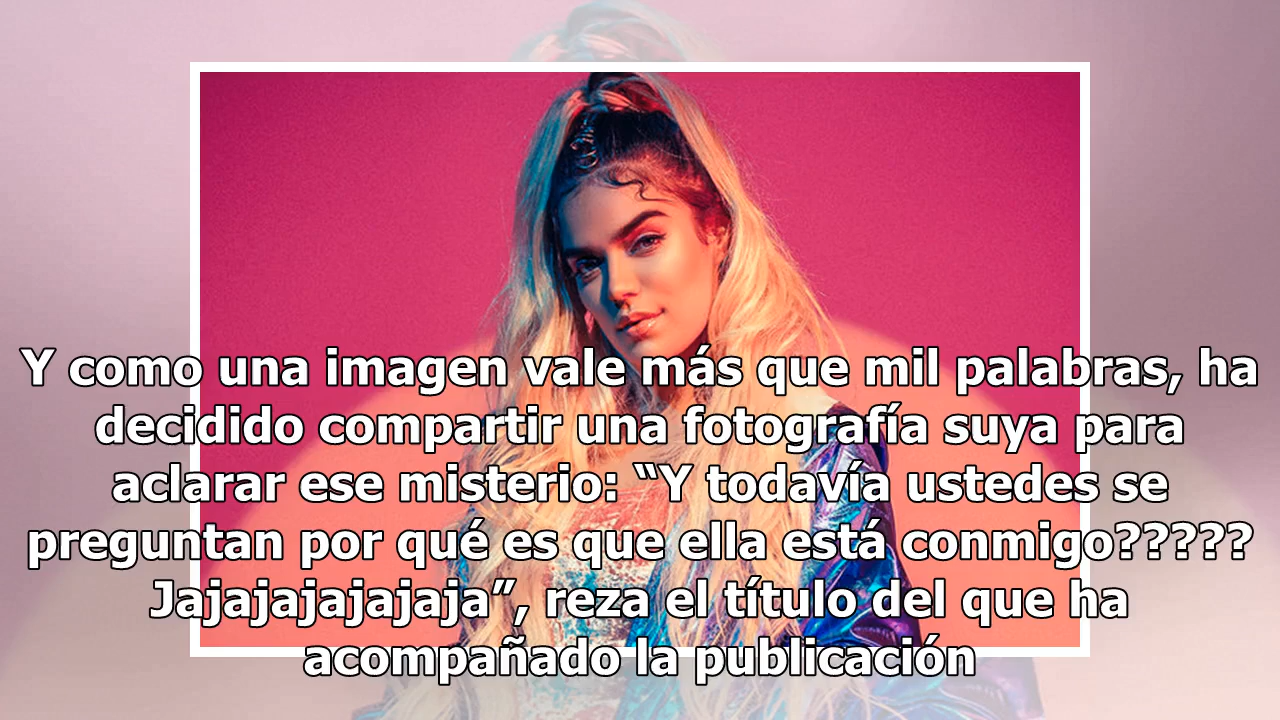 Y como una imagen vale más que mil palabras, ha
decidido compartir una fotografía suya para
aclarar ese misterio: “Y todavía ustedes se
preguntan por qué es que ella está conmigo?????
Jajajajajajaja”, reza el título del que ha
acompañado la publicación